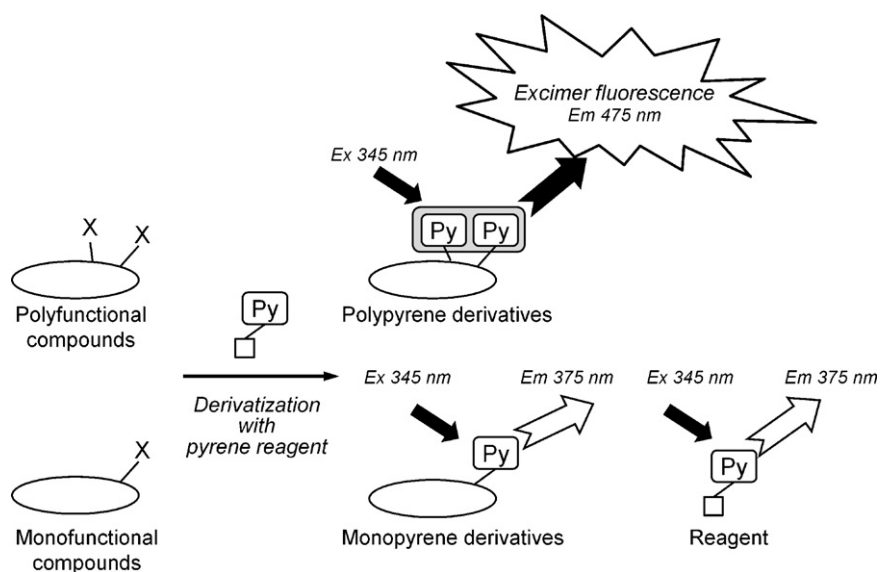 Excimer fluorescence
Em 475 nm
Ex 345 nm
Py Py
X X
Polyfunctional
compounds
Polypyrene derivatives
Py
Derivatization
with
pyrene reagent
Ex 345 nm
Em 375 nm
Ex 345 nm
Em 375 nm
X
Py
Py
Monofunctional
compounds
Monopyrene derivatives
Reagent